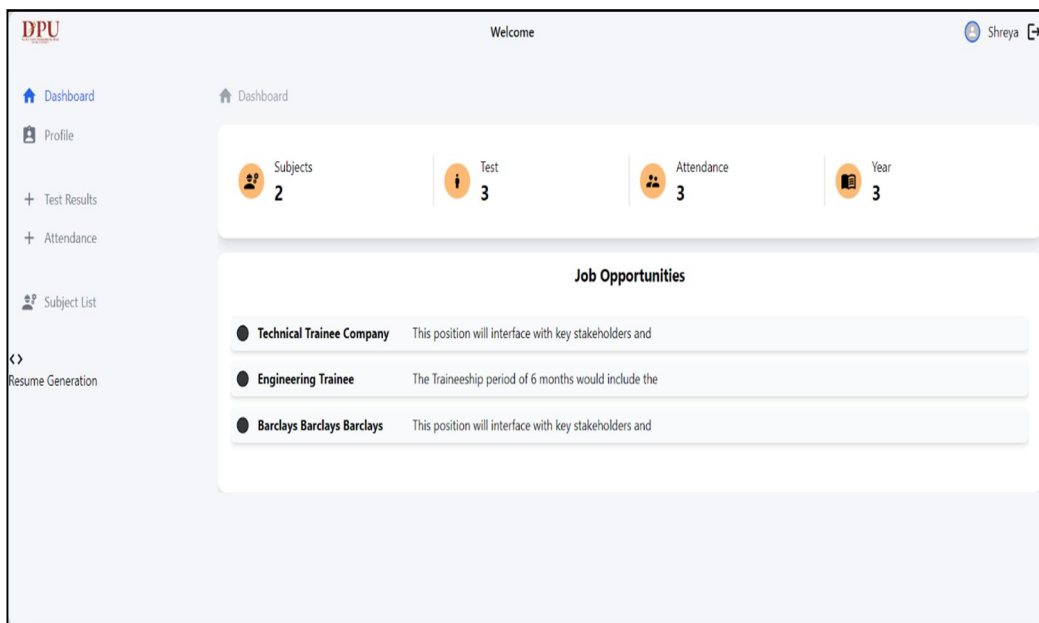 DPU
Welcome
Shreya
Dashboard
Profile
Test Results
Attendance
Subject List
Resume Generation
Dashboard
Subjects
2
Test
3
Attendance
3
Year
3
Job Opportunities
Technical Trainee Company This position will interface with key stakeholders and
Engineering Trainee The Traineeship period of 6 months would include the
Barclays Barclays Barclays This position will interface with key stakeholders and